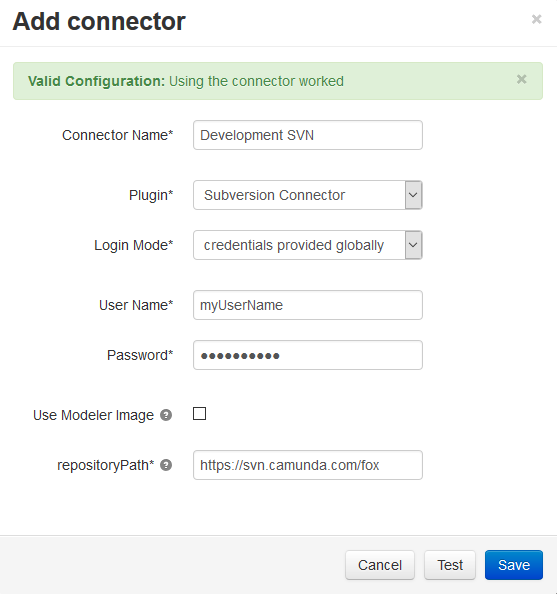 Add connector ×
Valid Configuration: Using the connector worked ×
Connector Name* Development SVN
Plugin* Subversion Connector
Login Mode* credentials provided globally
User Name* myUserName
Password* ●●●●●●●●●●
Use Modeler Image ?
repositoryPath* ? https://svn.camunda.com/fox
Cancel Test Save